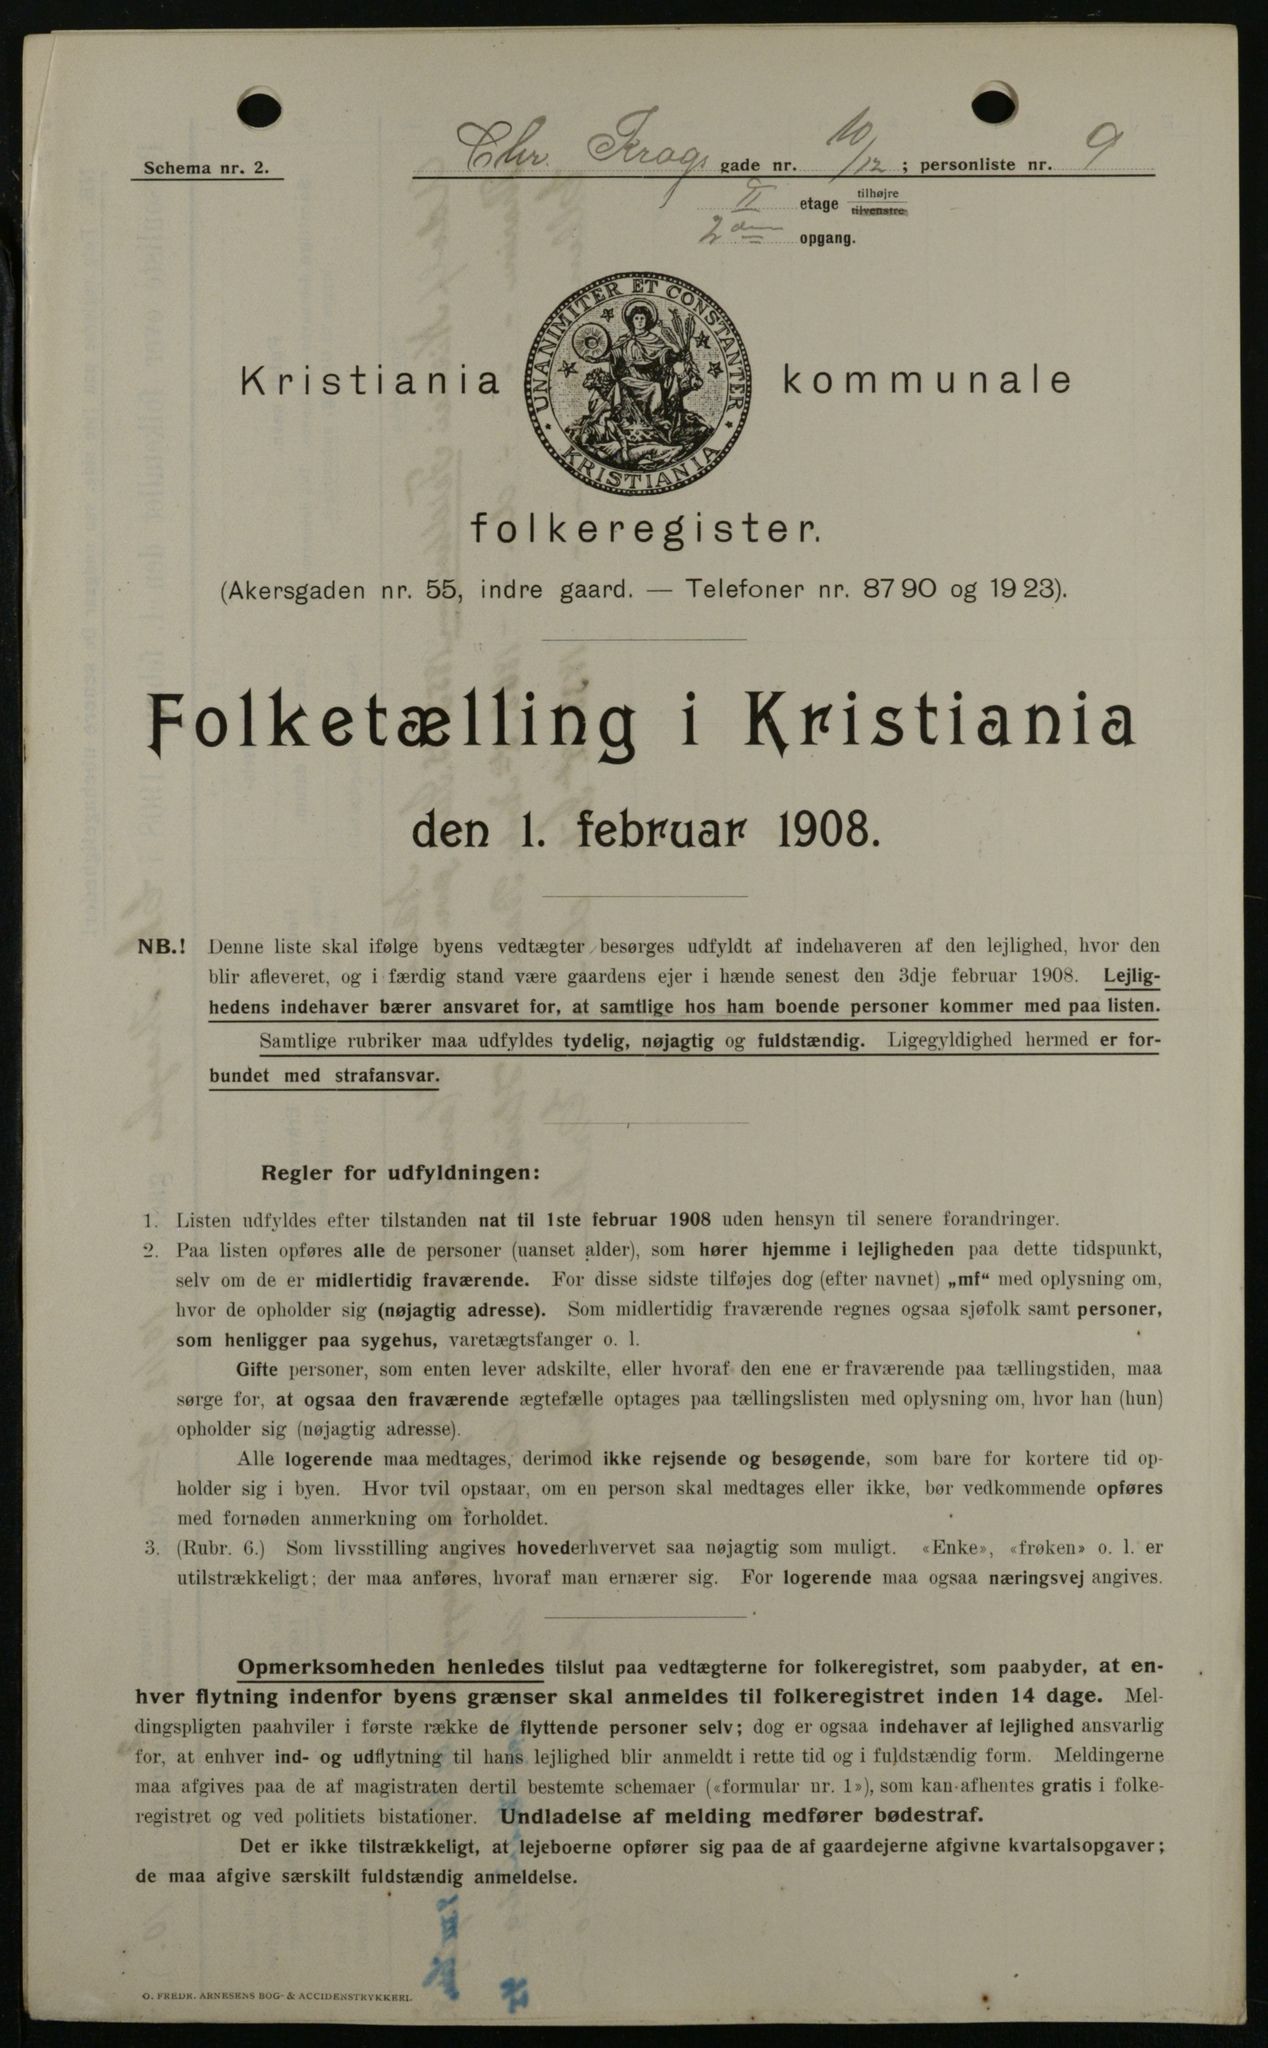 Schema nr. 2.
Chr. Krogs gade nr. 10/12 ; personliste nr. 9
II etage tilhøjre
tilvenstre
2den opgang.
UNANIMITER ET CONSTANTER
KRISTIANIA
Kristiania kommunale
folkeregister.
(Akersgaden nr. 55, indre gaard. — Telefoner nr. 8790 og 1923).
Folketælling i Kristiania
den 1. februar 1908.
NB.! Denne liste skal ifølge byens vedtægter besørges udfyldt af indehaveren af den lejlighed, hvor den
blir afleveret, og i færdig stand være gaardens ejer i hænde senest den 3dje februar 1908. Lejlig-
hedens indehaver bærer ansvaret for, at samtlige hos ham boende personer kommer med paa listen.
Samtlige rubriker maa udfyldes tydelig, nøjagtig og fuldstændig. Ligegyldighed hermed er for-
bundet med strafansvar.
Regler for udfyldningen:
1. Listen udfyldes efter tilstanden nat til 1ste februar 1908 uden hensyn til senere forandringer.
2. Paa listen opføres alle de personer (uanset alder), som hører hjemme i lejligheden paa dette tidspunkt,
selv om de er midlertidig fraværende. For disse sidste tilføjes dog (efter navnet) „mf“ med oplysning om,
hvor de opholder sig (nøjagtig adresse). Som midlertidig fraværende regnes ogsaa sjøfolk samt personer,
som henligger paa sygehus, varetægtsfanger o. l.
Gifte personer, som enten lever adskilte, eller hvoraf den ene er fraværende paa tællingstiden, maa
sørge for, at ogsaa den fraværende ægtefælle optages paa tællingslisten med oplysning om, hvor han (hun)
opholder sig (nøjagtig adresse).
Alle logerende maa medtages, derimod ikke rejsende og besøgende, som bare for kortere tid op-
holder sig i byen. Hvor tvil opstaar, om en person skal medtages eller ikke, bør vedkommende opføres
med fornøden anmerkning om forholdet.
3. (Rubr. 6.) Som livsstilling angives hovederhvervet saa nøjagtig som muligt. «Enke», «frøken» o. l. er
utilstrækkeligt; der maa anføres, hvoraf man ernærer sig. For logerende maa ogsaa næringsvej angives.
Opmerksomheden henledes tilslut paa vedtægterne for folkeregistret, som paabyder, at en-
hver flytning indenfor byens grænser skal anmeldes til folkeregistret inden 14 dage. Mel-
dingspligten paahviler i første række de flyttende personer selv; dog er ogsaa indehaver af lejlighed ansvarlig
for, at enhver ind- og udflytning til hans lejlighed blir anmeldt i rette tid og i fuldstændig form. Meldingerne
maa afgives paa de af magistraten dertil bestemte schemaer («formular nr. 1»), som kan afhentes gratis i folke-
registret og ved politiets bistationer. Undladelse af melding medfører bødestraf.
Det er ikke tilstrækkeligt, at lejeboerne opfører sig paa de af gaardejerne afgivne kvartalsopgaver;
de maa afgive særskilt fuldstændig anmeldelse.
O. FREDR. ARNESENS BOG- & ACCIDENSTRYKKERI.